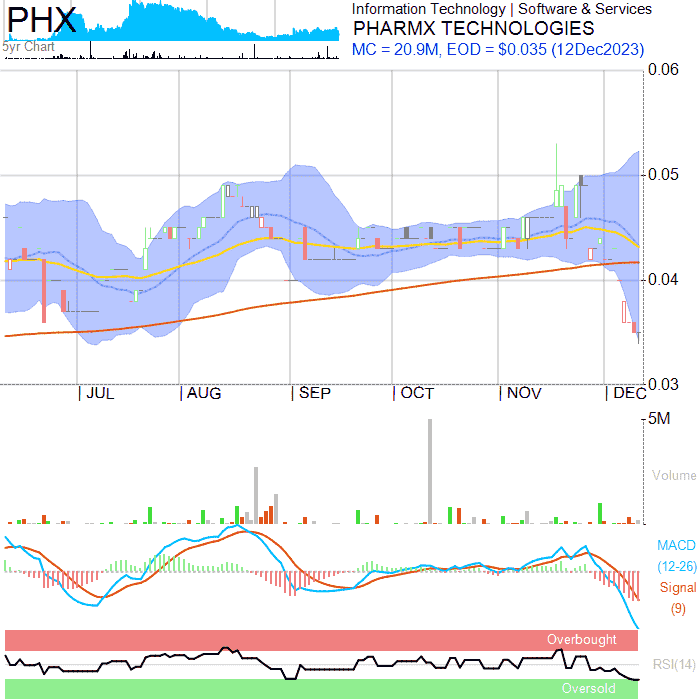 PHX
5yr Chart
Information Technology | Software & Services
PHARMX TECHNOLOGIES
MC = 20.9M, EOD = $0.035 (12Dec2023)
0.06
0.05
0.04
0.03
| JUL | AUG | SEP | OCT | NOV | DEC
5M
Volume
MACD
(12-26)
Signal
(9)
Overbought
RSI(14)
Oversold